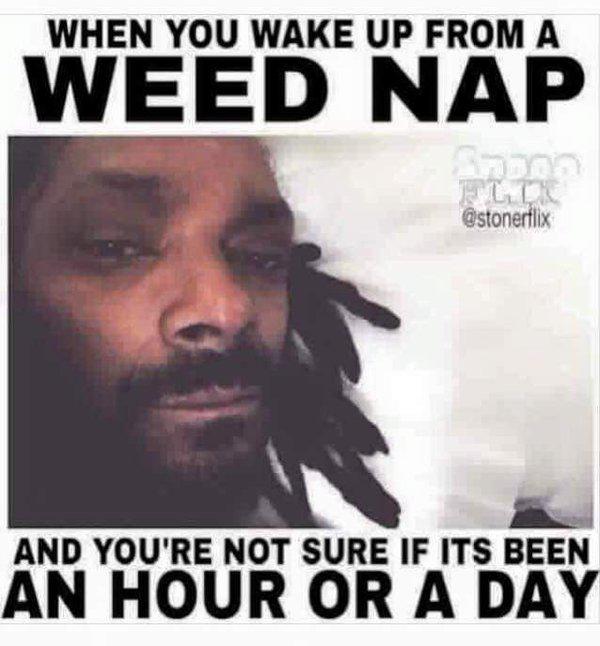 WHEN YOU WAKE UP FROM A
WEED NAP
FLIX
@stonerflix
AND YOU'RE NOT SURE IF ITS BEEN
AN HOUR OR A DAY